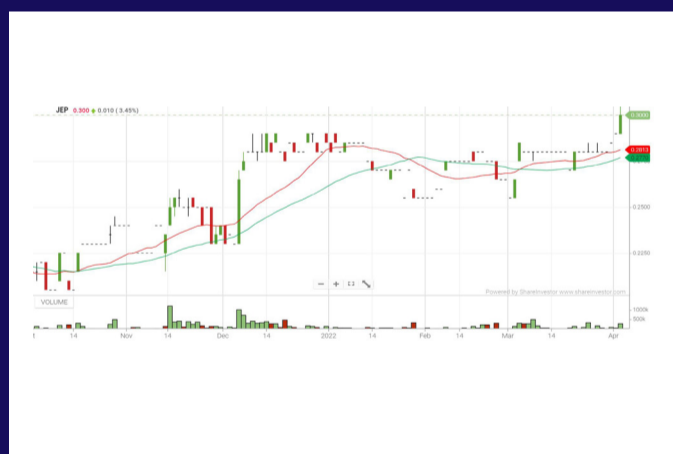 JEP 0.300 0.010 ( 3.45%)
0.3000
0.2813
0.2500
0.2250
Powered by ShareInvestor www.shareinvestor.com
VOLUME
1000k
500k
14 Nov 14 Dec 14 2022 14 Feb 14 Mar 14 Apr